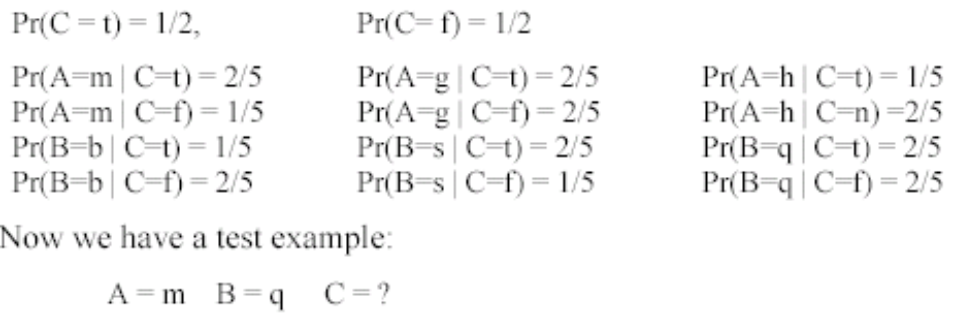 Pr(C = t) = 1/2, Pr(C= f) = 1/2
Pr(A=m | C=t) = 2/5 Pr(A=g | C=t) = 2/5 Pr(A=h | C=t) = 1/5
Pr(A=m | C=f) = 1/5 Pr(A=g | C=f) = 2/5 Pr(A=h | C=n) =2/5
Pr(B=b | C=t) = 1/5 Pr(B=s | C=t) = 2/5 Pr(B=q | C=t) = 2/5
Pr(B=b | C=f) = 2/5 Pr(B=s | C=f) = 1/5 Pr(B=q | C=f) = 2/5
Now we have a test example:
A = m B = q C = ?